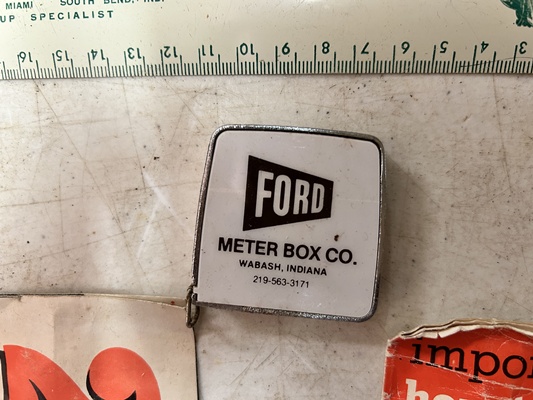 MIAMI SOUTH BEND, IND.
UP SPECIALIST
16 15 14 13 12 11 10 9 8 7 6 5 4 3
FORD
METER BOX CO.
WABASH, INDIANA
219-563-3171
impo